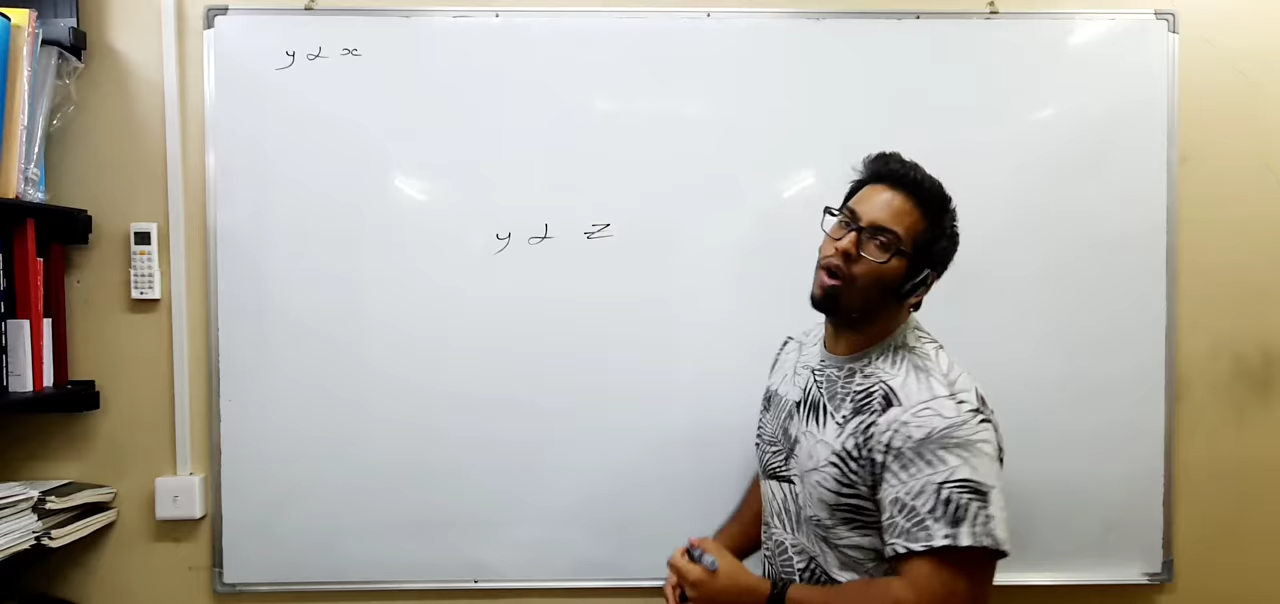 y ∝ x
y ∝ z